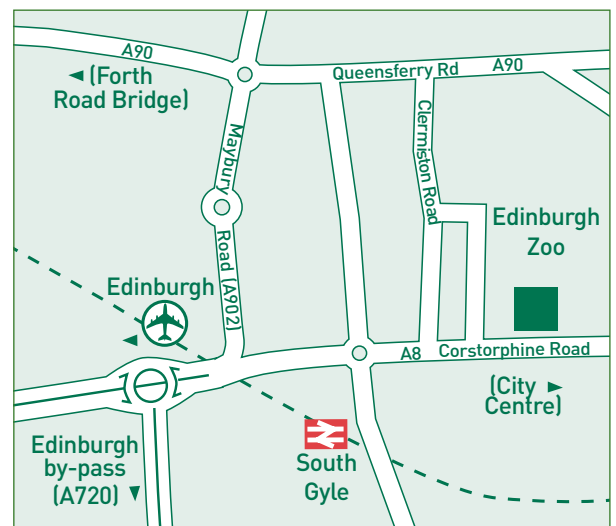 A90
(Forth
Road Bridge)
Queensferry Rd
A90
Maybury
Road (A902)
Clermiston Road
Edinburgh
Zoo
Edinburgh
A8
Corstorphine Road
(City
Centre)
Edinburgh
by-pass
(A720)
South
Gyle